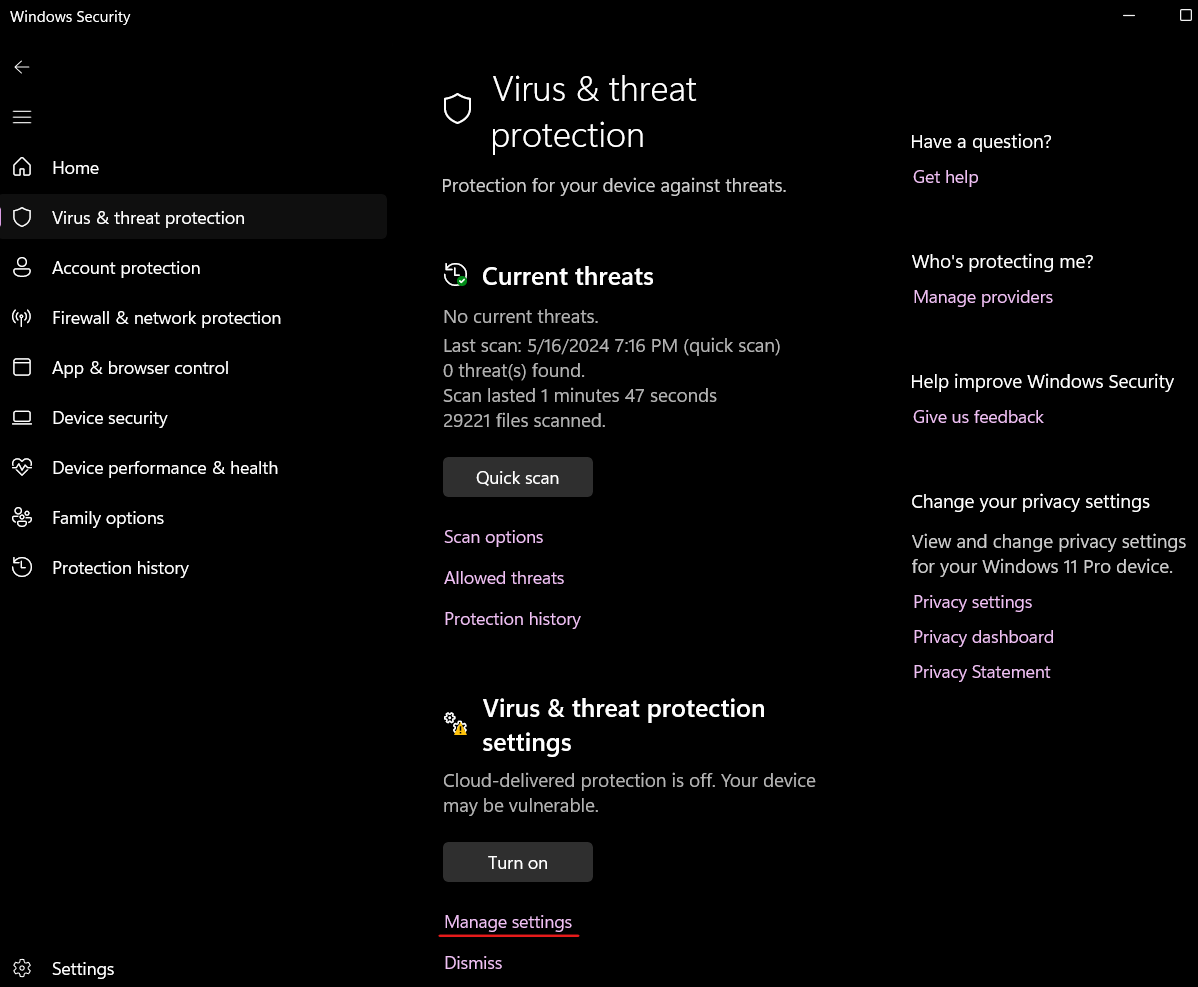 Windows Security
Home
Virus & threat protection
Account protection
Firewall & network protection
App & browser control
Device security
Device performance & health
Family options
Protection history
Settings
Virus & threat
protection
Protection for your device against threats.
Current threats
No current threats.
Last scan: 5/16/2024 7:16 PM (quick scan)
0 threat(s) found.
Scan lasted 1 minutes 47 seconds
29221 files scanned.
Quick scan
Scan options
Allowed threats
Protection history
Virus & threat protection
settings
Cloud-delivered protection is off. Your device
may be vulnerable.
Turn on
Manage settings
Dismiss
Have a question?
Get help
Who's protecting me?
Manage providers
Help improve Windows Security
Give us feedback
Change your privacy settings
View and change privacy settings
for your Windows 11 Pro device.
Privacy settings
Privacy dashboard
Privacy Statement